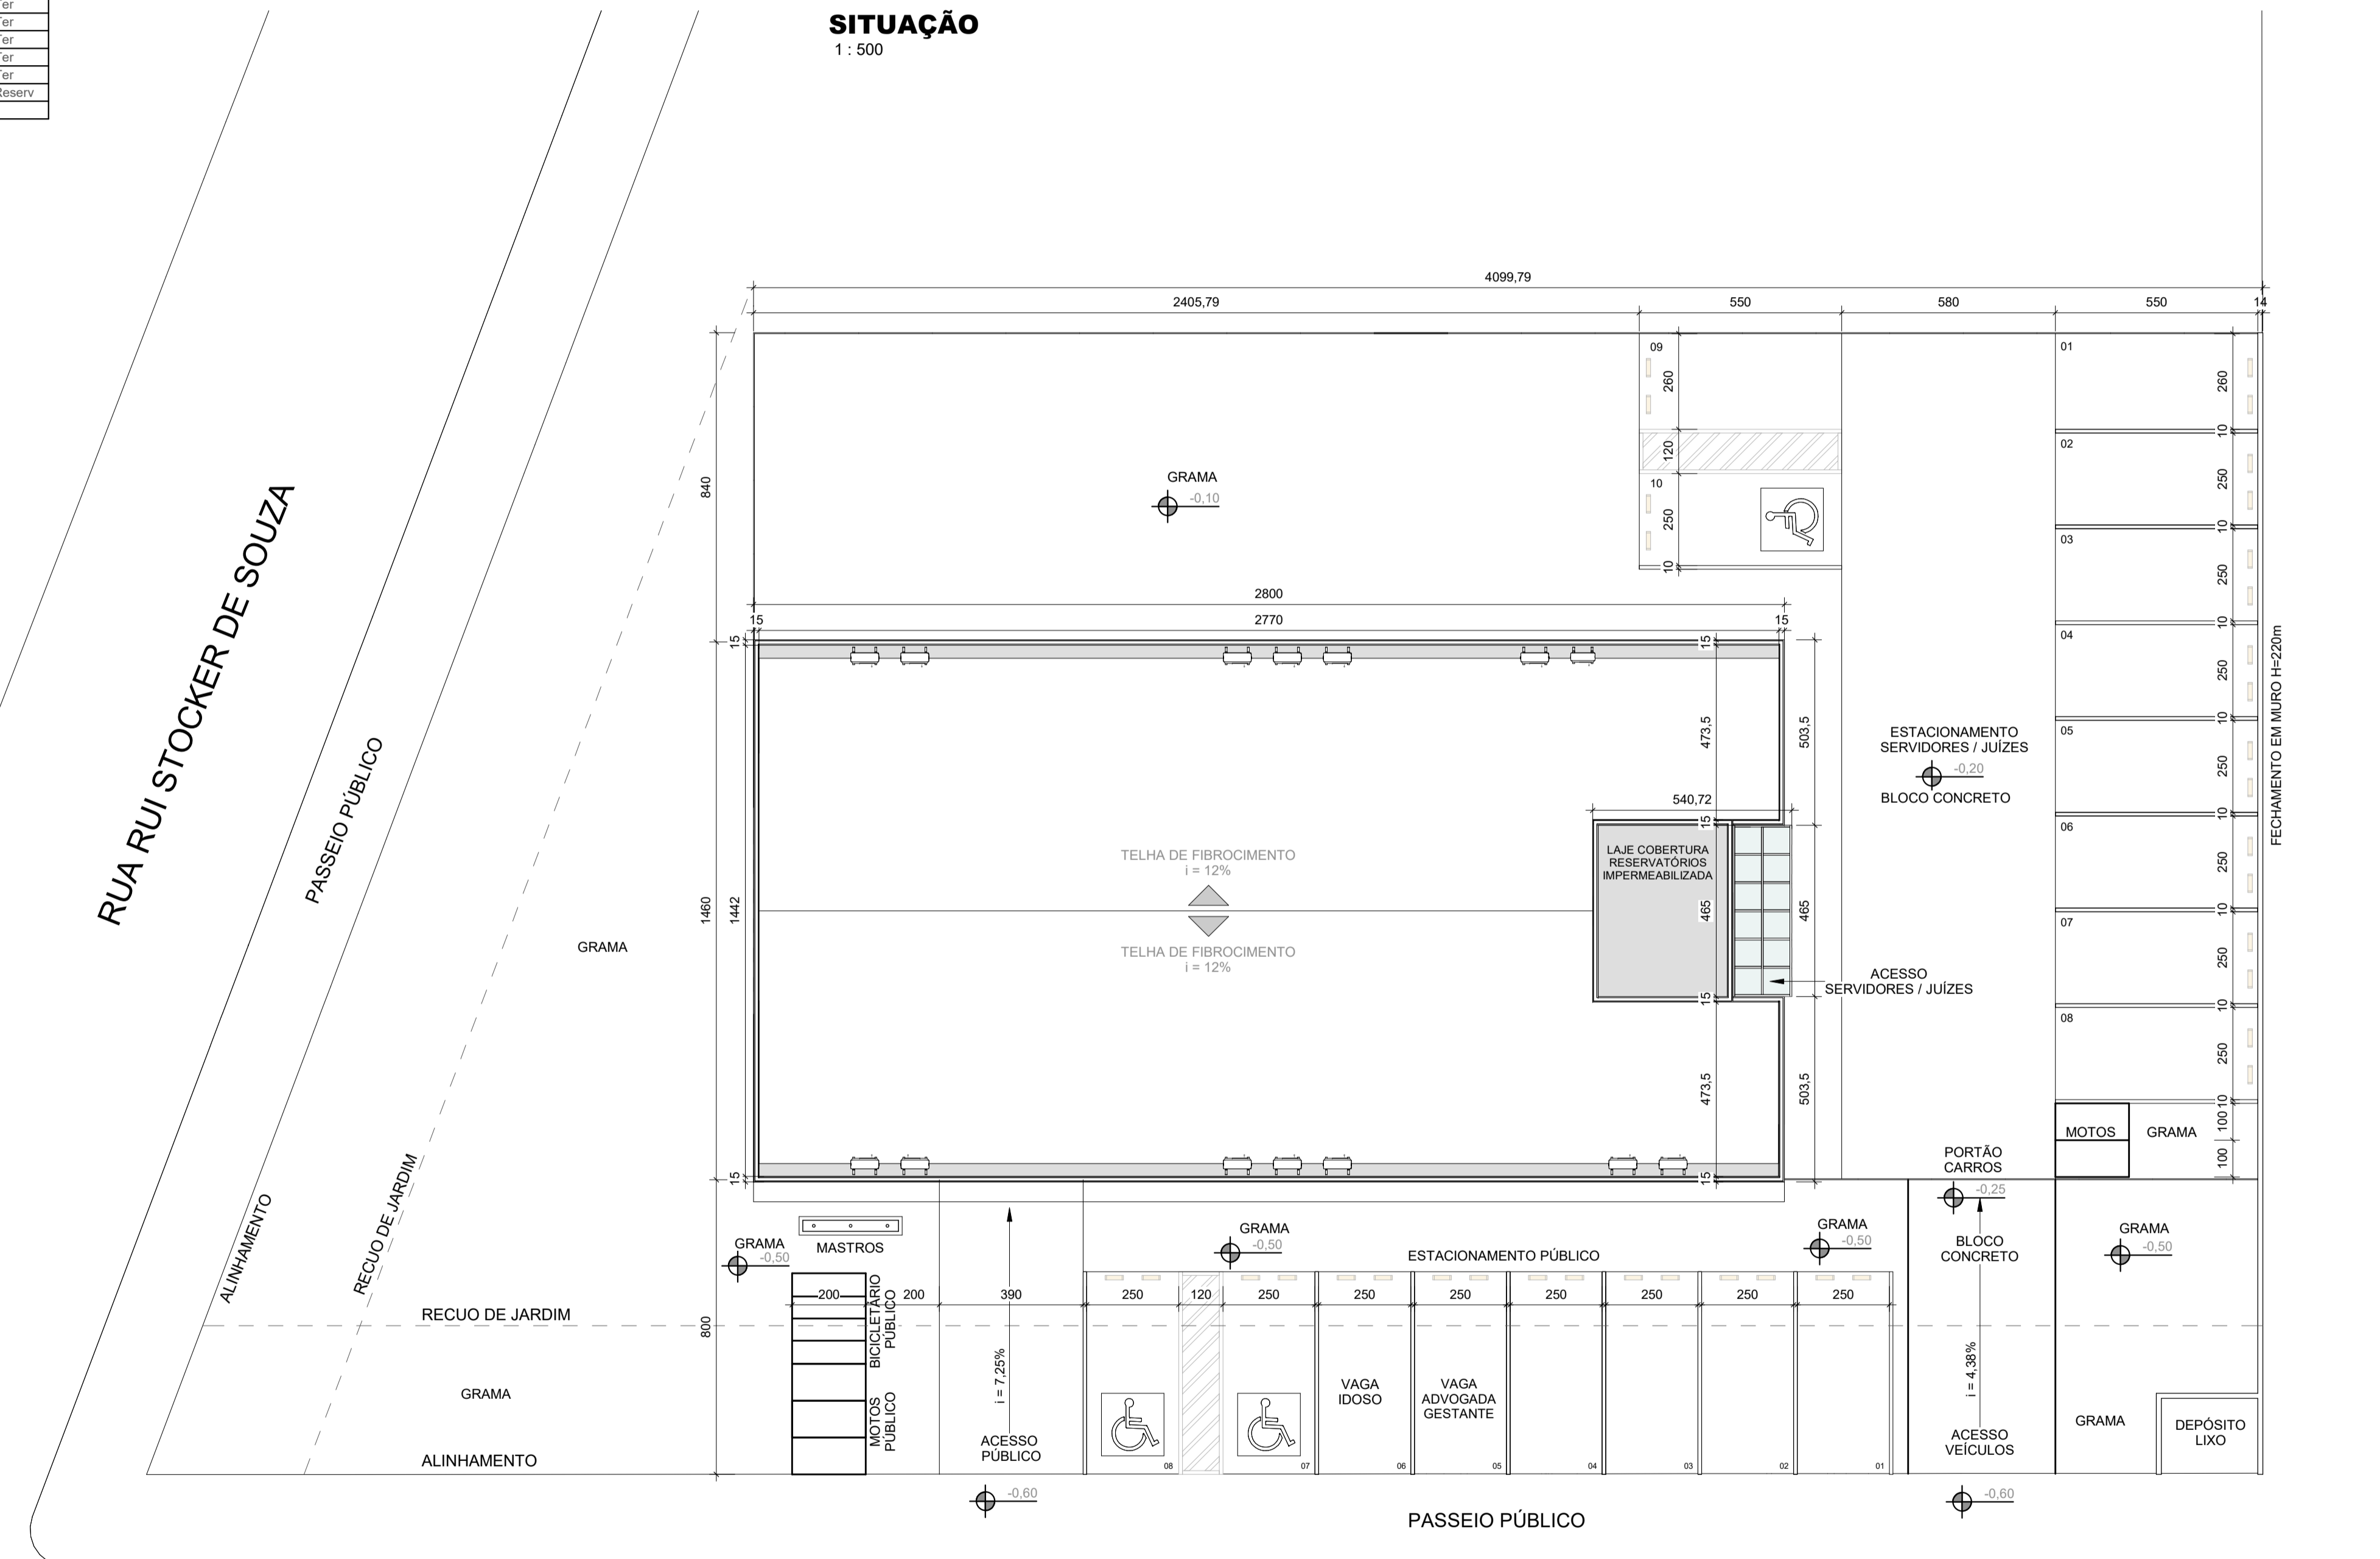 Ter
Ter
Ter
Ter
Ter
Reserv
SITUAÇÃO
1 : 500
4099,79
2405,79
550
580
550
14
840
1460
800
GRAMA
-0,10
09
260
120
10
250
10
01
260
10
02
250
10
03
250
10
04
250
10
05
250
10
06
250
10
07
250
10
08
250
10
100
100
MOTOS
GRAMA
FECHAMENTO EM MURO H=220m
2800
15
2770
15
15
1442
15
15
473,5
15
465
15
473,5
15
503,5
465
503,5
540,72
LAJE COBERTURA
RESERVATÓRIOS
IMPERMEABILIZADA
TELHA DE FIBROCIMENTO
i = 12%
TELHA DE FIBROCIMENTO
i = 12%
ESTACIONAMENTO
SERVIDORES / JUÍZES
-0,20
BLOCO CONCRETO
ACESSO
SERVIDORES / JUÍZES
RUA RUI STOCKER DE SOUZA
PASSEIO PÚBLICO
GRAMA
ALINHAMENTO
RECUO DE JARDIM
RECUO DE JARDIM
GRAMA
ALINHAMENTO
GRAMA
-0,50
MASTROS
BICICLETÁRIO
PÚBLICO
MOTOS
PÚBLICO
200
200
390
250
120
250
250
250
250
250
250
250
i = 7,25%
ACESSO
PÚBLICO
-0,60
GRAMA
-0,50
ESTACIONAMENTO PÚBLICO
GRAMA
-0,50
VAGA
IDOSO
VAGA
ADVOGADA
GESTANTE
08
07
06
05
04
03
02
01
PORTÃO
CARROS
-0,25
BLOCO
CONCRETO
i = 4,38%
ACESSO
VEÍCULOS
-0,60
GRAMA
-0,50
GRAMA
DEPÓSITO
LIXO
PASSEIO PÚBLICO